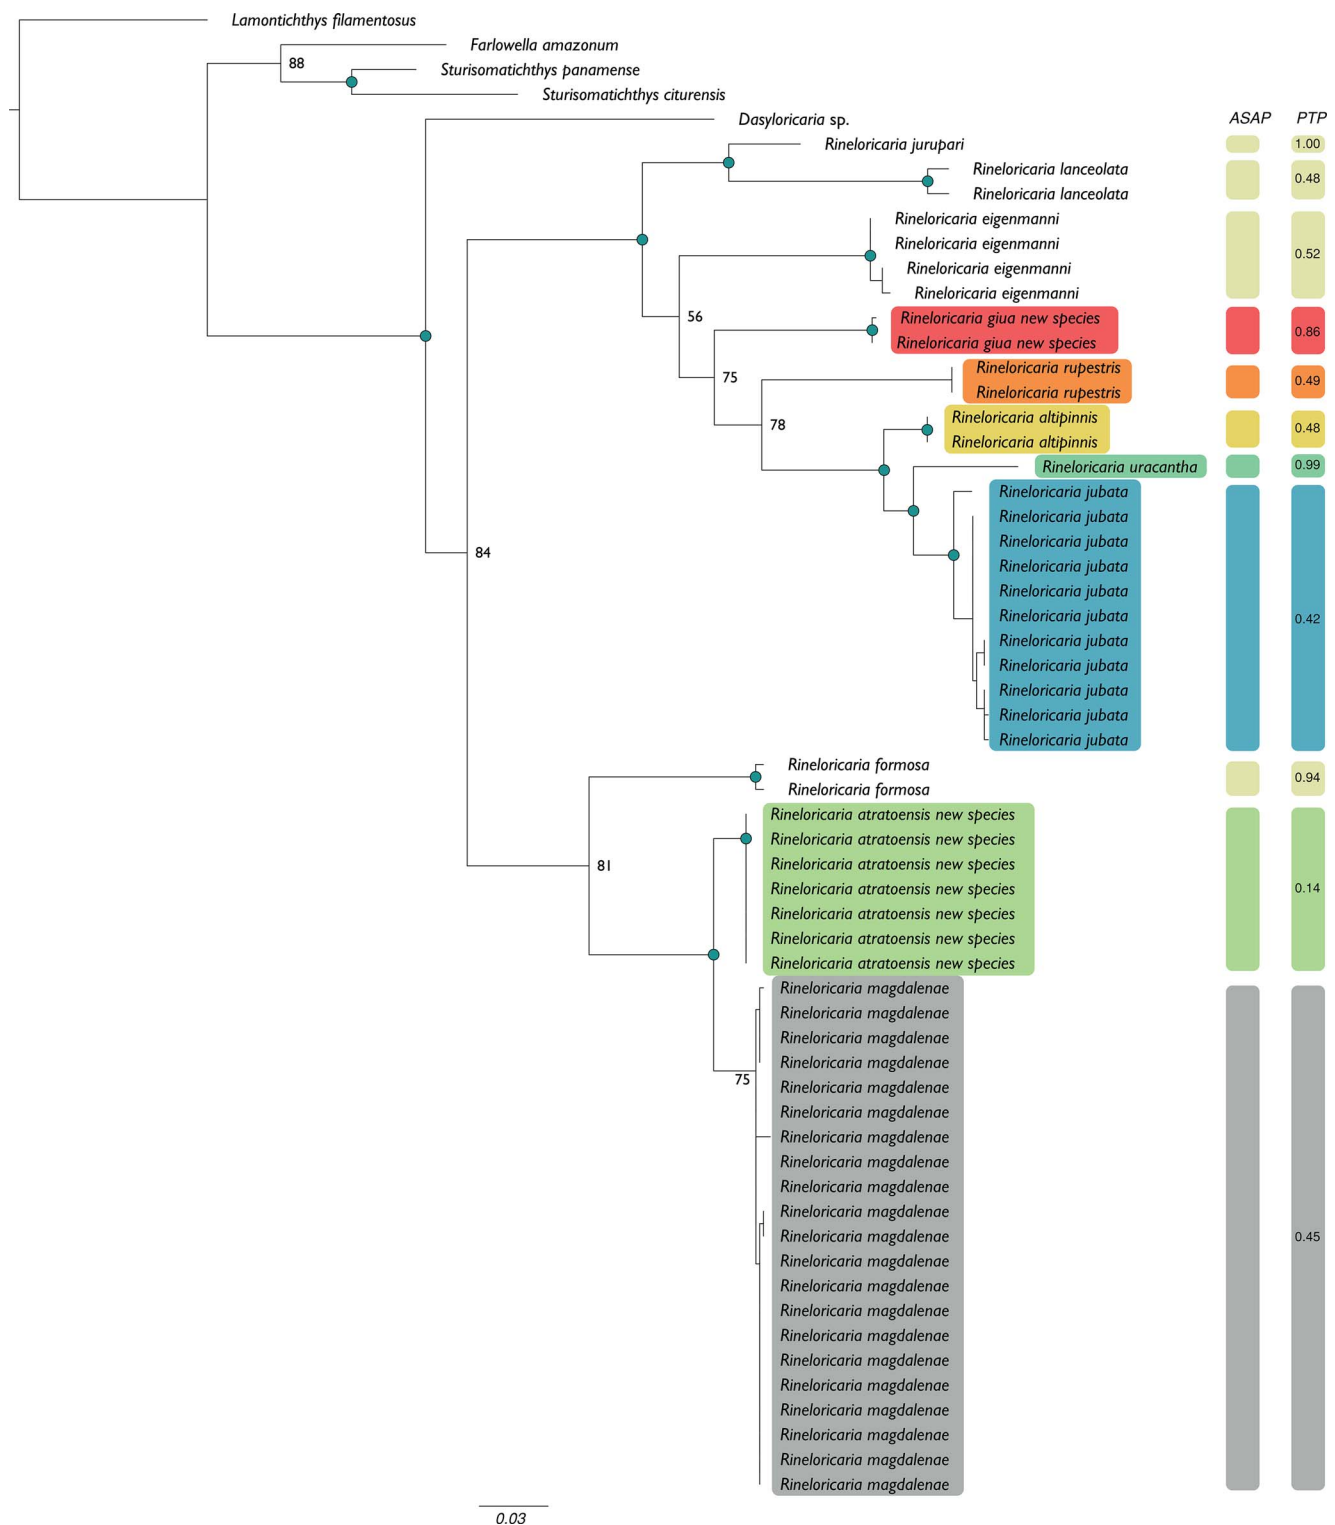 Lamontichthys filamentosus
Farlowella amazonum
88
Sturisomatichthys panamense
Sturisomatichthys citurensis
Dasyloricaria sp.
ASAP PTP
Rineloricaria jurupari
1.00
Rineloricaria lanceolata
0.48
Rineloricaria lanceolata
Rineloricaria eigenmanni
Rineloricaria eigenmanni
0.52
Rineloricaria eigenmanni
Rineloricaria eigenmanni
56
Rineloricaria giua new species
0.86
Rineloricaria giua new species
Rineloricaria rupestris
75
0.49
Rineloricaria rupestris
Rineloricaria altipinnis
78
0.48
Rineloricaria altipinnis
Rineloricaria uracantha
0.99
Rineloricaria jubata
Rineloricaria jubata
Rineloricaria jubata
84
Rineloricaria jubata
Rineloricaria jubata
Rineloricaria jubata
0.42
Rineloricaria jubata
Rineloricaria jubata
Rineloricaria jubata
Rineloricaria jubata
Rineloricaria jubata
Rineloricaria formosa
0.94
Rineloricaria formosa
Rineloricaria atratoensis new species
Rineloricaria atratoensis new species
Rineloricaria atratoensis new species
81
Rineloricaria atratoensis new species
0.14
Rineloricaria atratoensis new species
Rineloricaria atratoensis new species
Rineloricaria atratoensis new species
Rineloricaria magdalenae
Rineloricaria magdalenae
Rineloricaria magdalenae
Rineloricaria magdalenae
75
Rineloricaria magdalenae
Rineloricaria magdalenae
Rineloricaria magdalenae
Rineloricaria magdalenae
Rineloricaria magdalenae
Rineloricaria magdalenae
Rineloricaria magdalenae
0.45
Rineloricaria magdalenae
Rineloricaria magdalenae
Rineloricaria magdalenae
Rineloricaria magdalenae
Rineloricaria magdalenae
Rineloricaria magdalenae
Rineloricaria magdalenae
Rineloricaria magdalenae
Rineloricaria magdalenae
Rineloricaria magdalenae
0.03